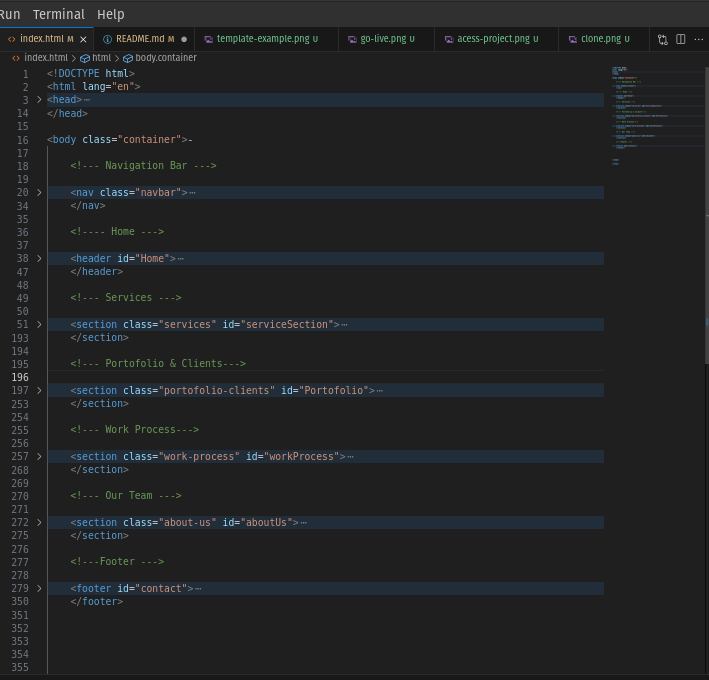 Run Terminal Help
index.html M × README.md M ● template-example.png U go-live.png U acess-project.png U clone.png U ···
index.html > html > body.container
1 <!DOCTYPE html>
2 <html lang="en">
3 > <head>···
14 </head>
15
16 <body class="container">-
17
18 <!--- Navigation Bar --->
19
20 > <nav class="navbar">···
34 </nav>
35
36 <!---- Home --->
37
38 > <header id="Home">···
47 </header>
48
49 <!--- Services --->
50
51 > <section class="services" id="serviceSection">···
193 </section>
194
195 <!--- Portofolio & Clients--->
196
197 > <section class="portofolio-clients" id="Portofolio">···
253 </section>
254
255 <!--- Work Process--->
256
257 > <section class="work-process" id="workProcess">···
268 </section>
269
270 <!--- Our Team --->
271
272 > <section class="about-us" id="aboutUs">···
275 </section>
276
277 <!---Footer --->
278
279 > <footer id="contact">···
350 </footer>
351
352
353
354
355